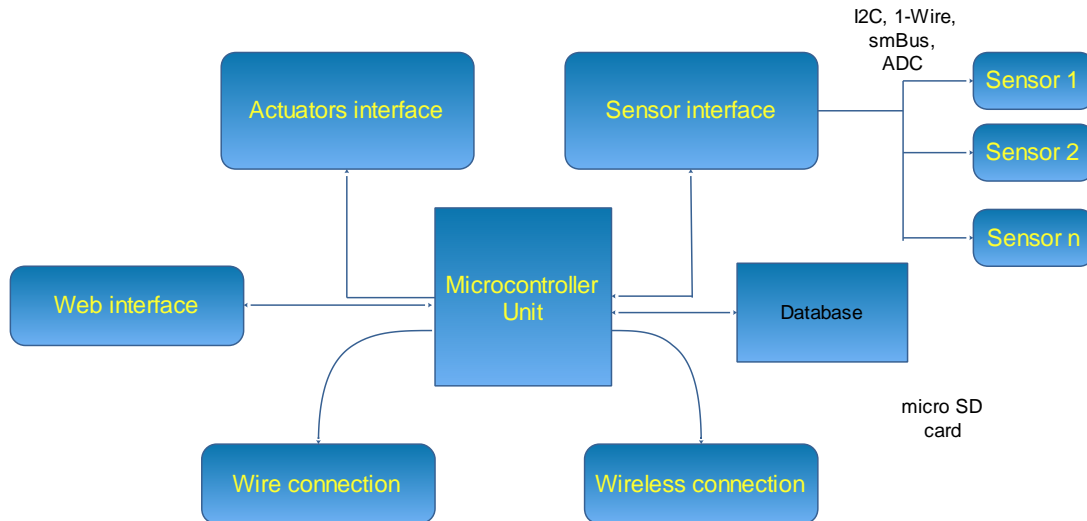 I2C, 1-Wire,
smBus,
ADC
Actuators interface
Sensor interface
Sensor 1
Sensor 2
Sensor n
Microcontroller
Unit
Web interface
Database
micro SD
card
Wire connection
Wireless connection